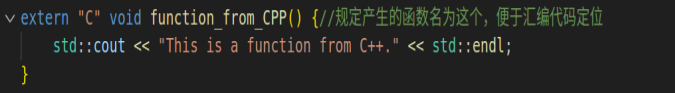 extern "C" void function_from_CPP() {//规定产生的函数名为这个，便于汇编代码定位
    std::cout << "This is a function from C++." << std::endl;
}